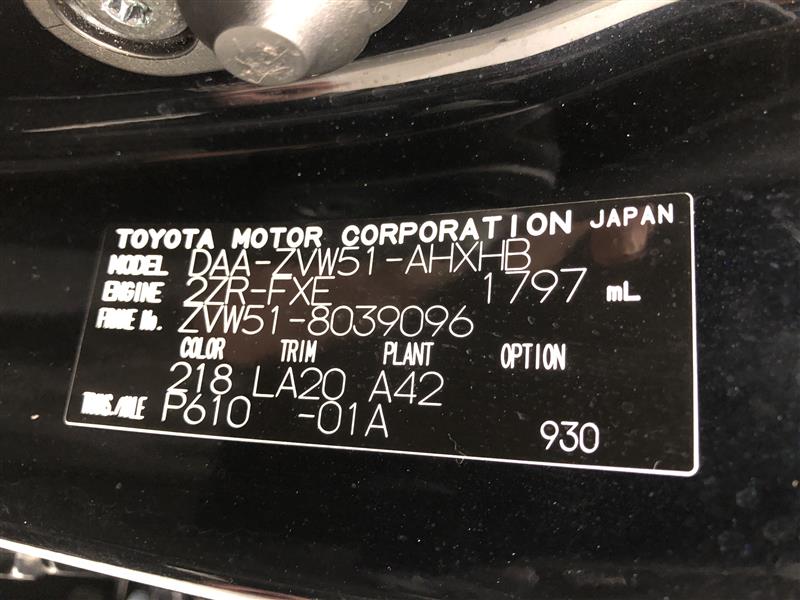 TOYOTA MOTOR CORPORATION JAPAN
MODEL DAA-ZVW51-AHXHB
ENGINE 2ZR-FXE 1797 mL
FRAME No. ZVW51-8039096
COLOR TRIM PLANT OPTION
218 LA20 A42
TRANS./AXLE P610 -01A 930